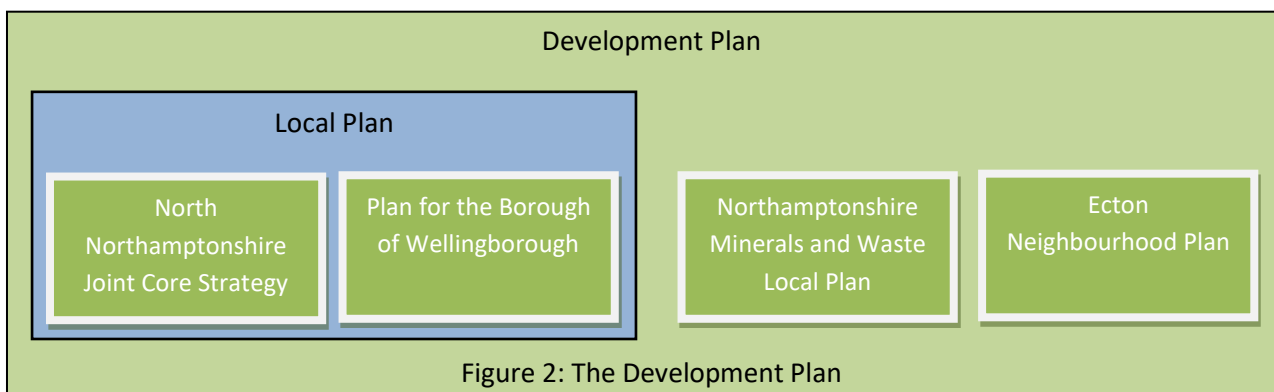 Development Plan
Local Plan
North
Northamptonshire
Joint Core Strategy
Plan for the Borough
of Wellingborough
Northamptonshire
Minerals and Waste
Local Plan
Ecton
Neighbourhood Plan
Figure 2: The Development Plan